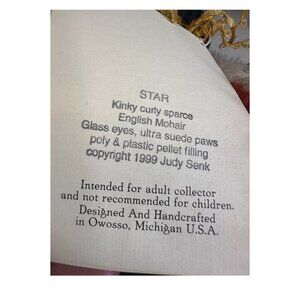 STAR
Kinky curly sparce
English Mohair
Glass eyes, ultra suede paws
poly & plastic pellet filling
copyright 1999 Judy Senk
Intended for adult collector
and not recommended for children.
Designed And Handcrafted
in Owosso, Michigan U.S.A.